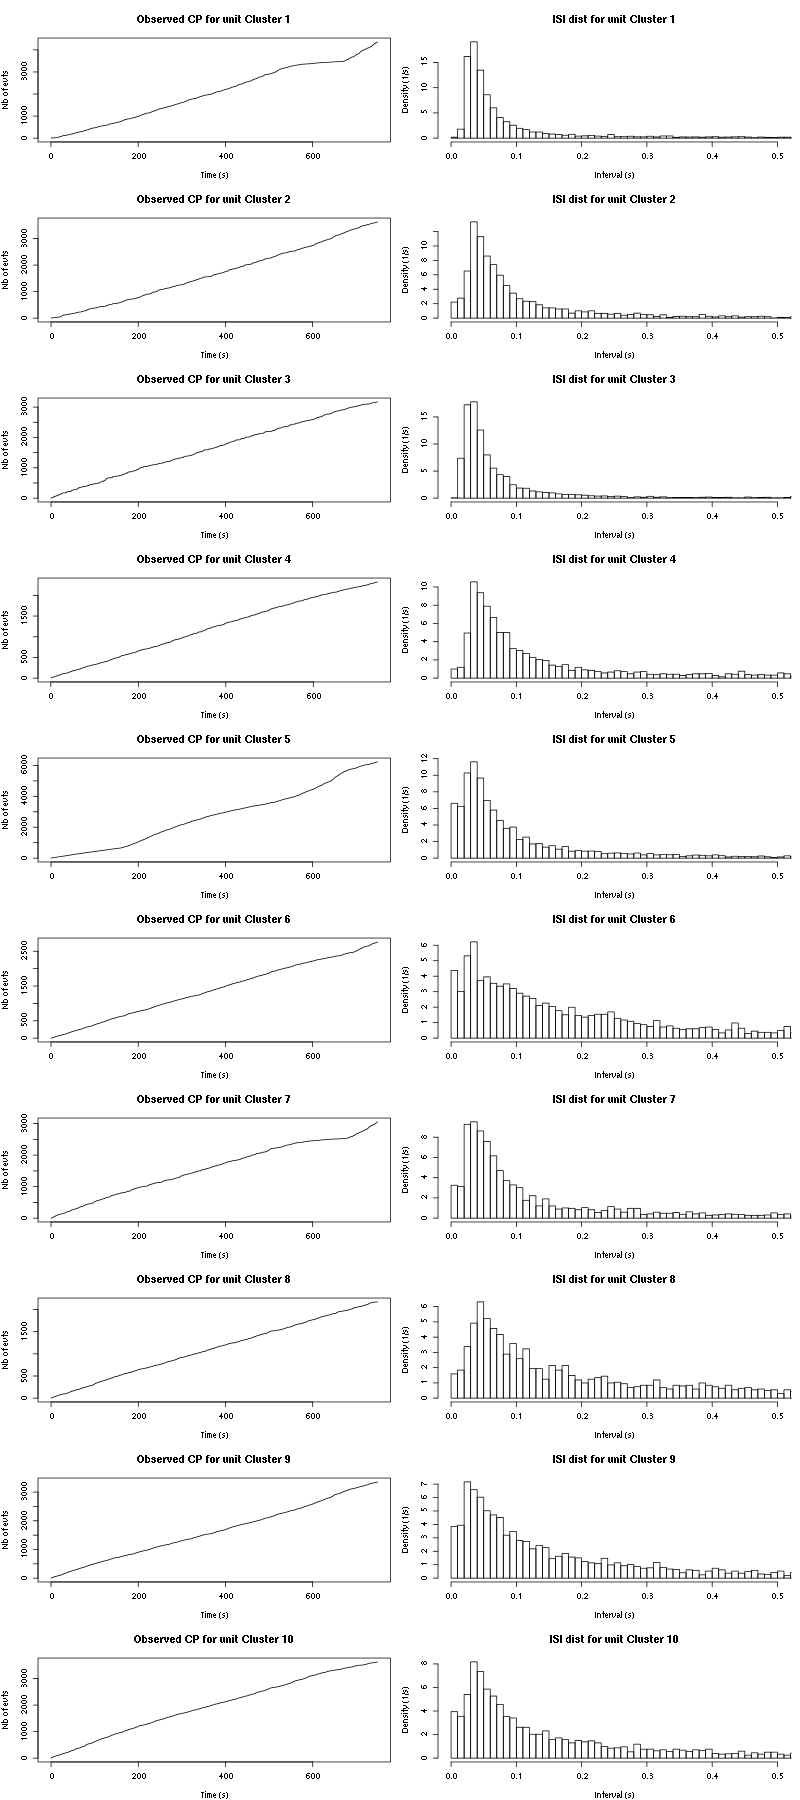 Observed CP for unit Cluster 1
Nb of evts
0 1000 3000
0 200 400 600
Time (s)
ISI dist for unit Cluster 1
Density (1/s)
0 5 10 15
0.0 0.1 0.2 0.3 0.4 0.5
Interval (s)
Observed CP for unit Cluster 2
Nb of evts
0 1000 2000 3000
0 200 400 600
Time (s)
ISI dist for unit Cluster 2
Density (1/s)
0 2 4 6 8 10
0.0 0.1 0.2 0.3 0.4 0.5
Interval (s)
Observed CP for unit Cluster 3
Nb of evts
0 1000 2000 3000
0 200 400 600
Time (s)
ISI dist for unit Cluster 3
Density (1/s)
0 5 10 15
0.0 0.1 0.2 0.3 0.4 0.5
Interval (s)
Observed CP for unit Cluster 4
Nb of evts
0 500 1500
0 200 400 600
Time (s)
ISI dist for unit Cluster 4
Density (1/s)
0 2 4 6 8 10
0.0 0.1 0.2 0.3 0.4 0.5
Interval (s)
Observed CP for unit Cluster 5
Nb of evts
0 2000 4000 6000
0 200 400 600
Time (s)
ISI dist for unit Cluster 5
Density (1/s)
0 2 4 6 8 10 12
0.0 0.1 0.2 0.3 0.4 0.5
Interval (s)
Observed CP for unit Cluster 6
Nb of evts
0 500 1500 2500
0 200 400 600
Time (s)
ISI dist for unit Cluster 6
Density (1/s)
0 1 2 3 4 5 6
0.0 0.1 0.2 0.3 0.4 0.5
Interval (s)
Observed CP for unit Cluster 7
Nb of evts
0 1000 2000 3000
0 200 400 600
Time (s)
ISI dist for unit Cluster 7
Density (1/s)
0 2 4 6 8
0.0 0.1 0.2 0.3 0.4 0.5
Interval (s)
Observed CP for unit Cluster 8
Nb of evts
0 500 1500
0 200 400 600
Time (s)
ISI dist for unit Cluster 8
Density (1/s)
0 1 2 3 4 5 6
0.0 0.1 0.2 0.3 0.4 0.5
Interval (s)
Observed CP for unit Cluster 9
Nb of evts
0 1000 2000 3000
0 200 400 600
Time (s)
ISI dist for unit Cluster 9
Density (1/s)
0 1 2 3 4 5 6 7
0.0 0.1 0.2 0.3 0.4 0.5
Interval (s)
Observed CP for unit Cluster 10
Nb of evts
0 1000 2000 3000
0 200 400 600
Time (s)
ISI dist for unit Cluster 10
Density (1/s)
0 2 4 6 8
0.0 0.1 0.2 0.3 0.4 0.5
Interval (s)